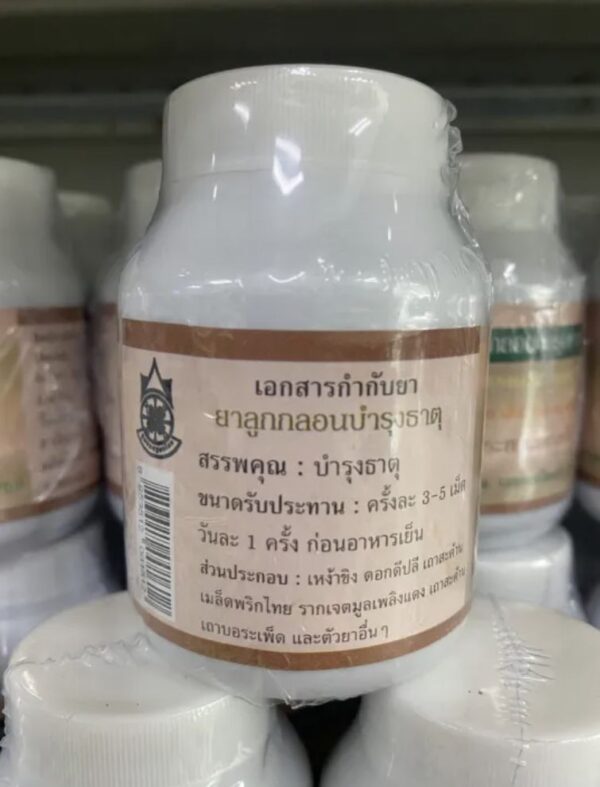 เอกสารกำกับยา
ยาลูกกลอนบำรุงธาตุ
สรรพคุณ : บำรุงธาตุ
ขนาดรับประทาน : ครั้งละ 3-5 เม็ด
วันละ 1 ครั้ง ก่อนอาหารเย็น
ส่วนประกอบ : เหง้าขิง ดอกดีปลี เถาสะค้าน
เมล็ดพริกไทย รากเจตมูลเพลิงแดง เถาสะค้าน
เถาบอระเพ็ด และตัวยาอื่น ๆ